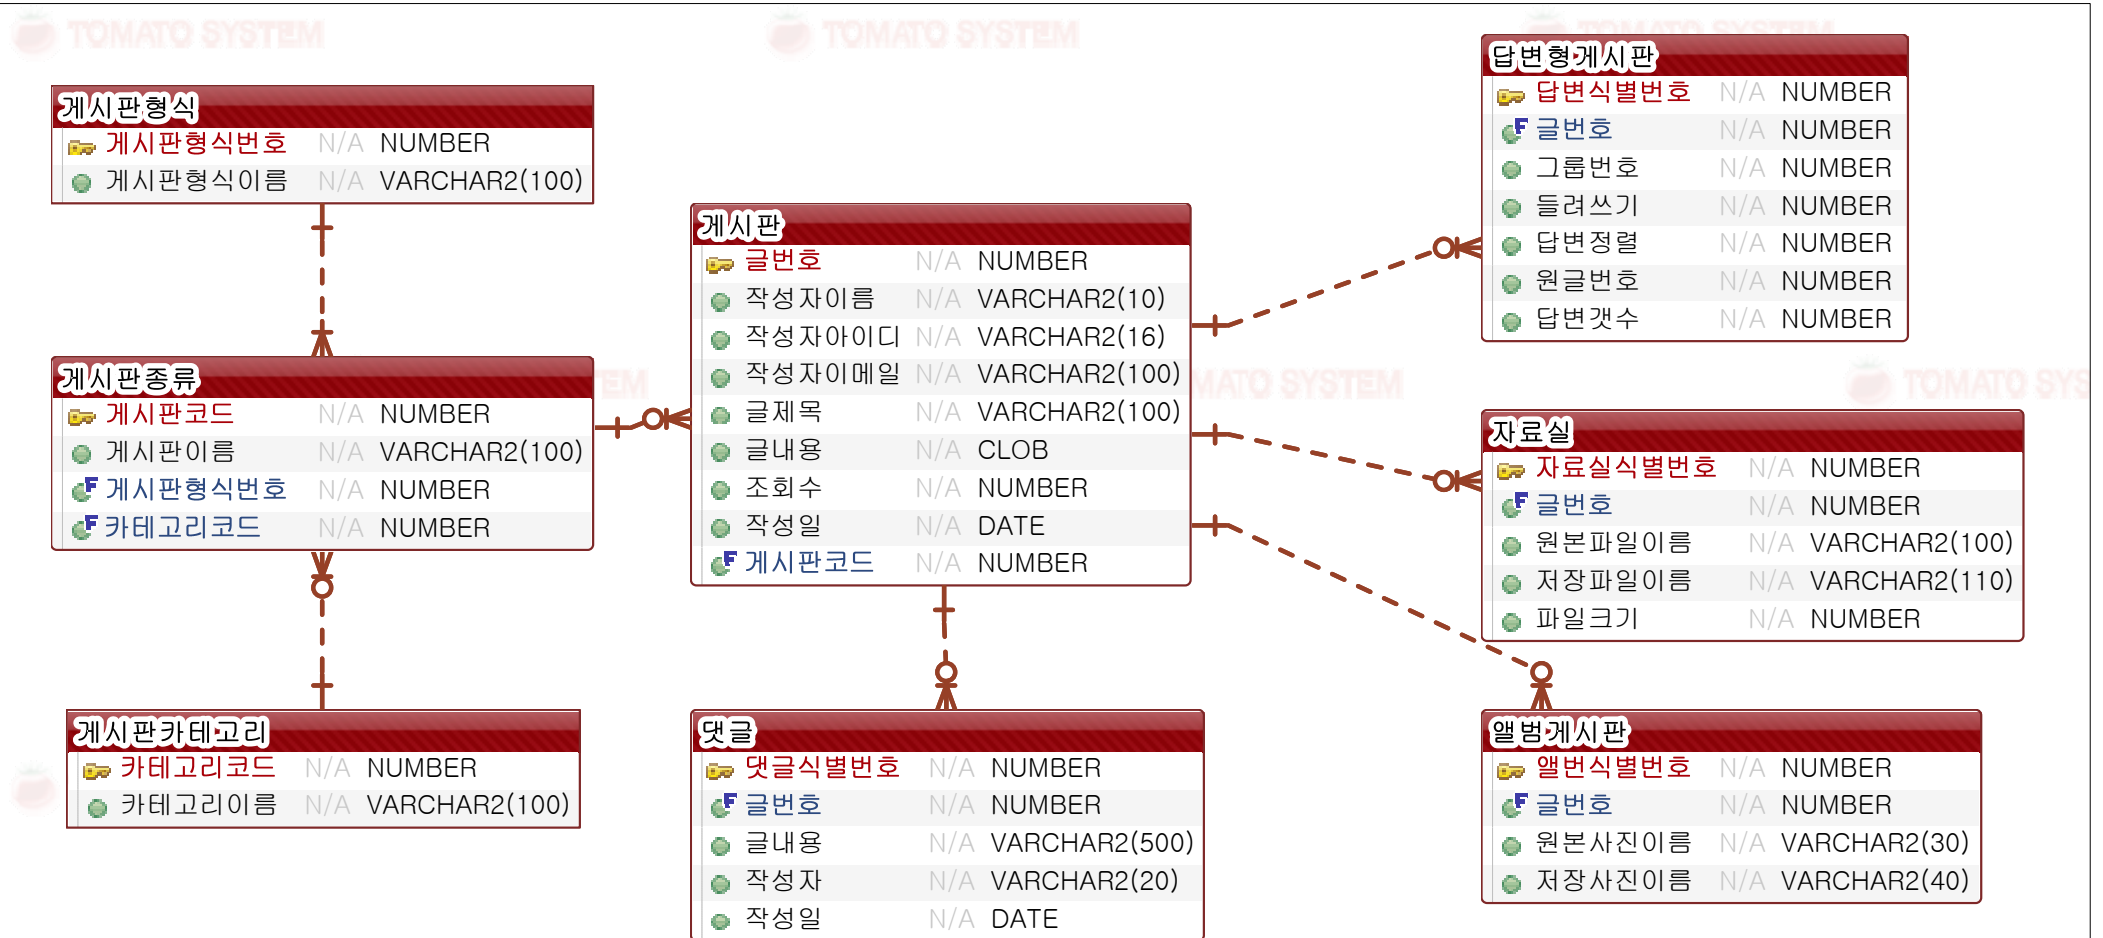 TOMATO SYSTEM
TOMATO SYSTEM
TOMATO SYSTEM
게시판형식
게시판형식번호 N/A NUMBER
게시판형식이름 N/A VARCHAR2(100)
게시판종류
게시판코드 N/A NUMBER
게시판이름 N/A VARCHAR2(100)
게시판형식번호 N/A NUMBER
카테고리코드 N/A NUMBER
게시판카테고리
카테고리코드 N/A NUMBER
카테고리이름 N/A VARCHAR2(100)
EM
게시판
글번호 N/A NUMBER
작성자이름 N/A VARCHAR2(10)
작성자아이디 N/A VARCHAR2(16)
작성자이메일 N/A VARCHAR2(100)
글제목 N/A VARCHAR2(100)
글내용 N/A CLOB
조회수 N/A NUMBER
작성일 N/A DATE
게시판코드 N/A NUMBER
댓글
댓글식별번호 N/A NUMBER
글번호 N/A NUMBER
글내용 N/A VARCHAR2(500)
작성자 N/A VARCHAR2(20)
작성일 N/A DATE
답변형게시판
답변식별번호 N/A NUMBER
글번호 N/A NUMBER
그룹번호 N/A NUMBER
들려쓰기 N/A NUMBER
답변정렬 N/A NUMBER
원글번호 N/A NUMBER
답변갯수 N/A NUMBER
MATO SYSTEM
TOMATO SYS
자료실
자료실식별번호 N/A NUMBER
글번호 N/A NUMBER
원본파일이름 N/A VARCHAR2(100)
저장파일이름 N/A VARCHAR2(110)
파일크기 N/A NUMBER
앨범게시판
앨번식별번호 N/A NUMBER
글번호 N/A NUMBER
원본사진이름 N/A VARCHAR2(30)
저장사진이름 N/A VARCHAR2(40)